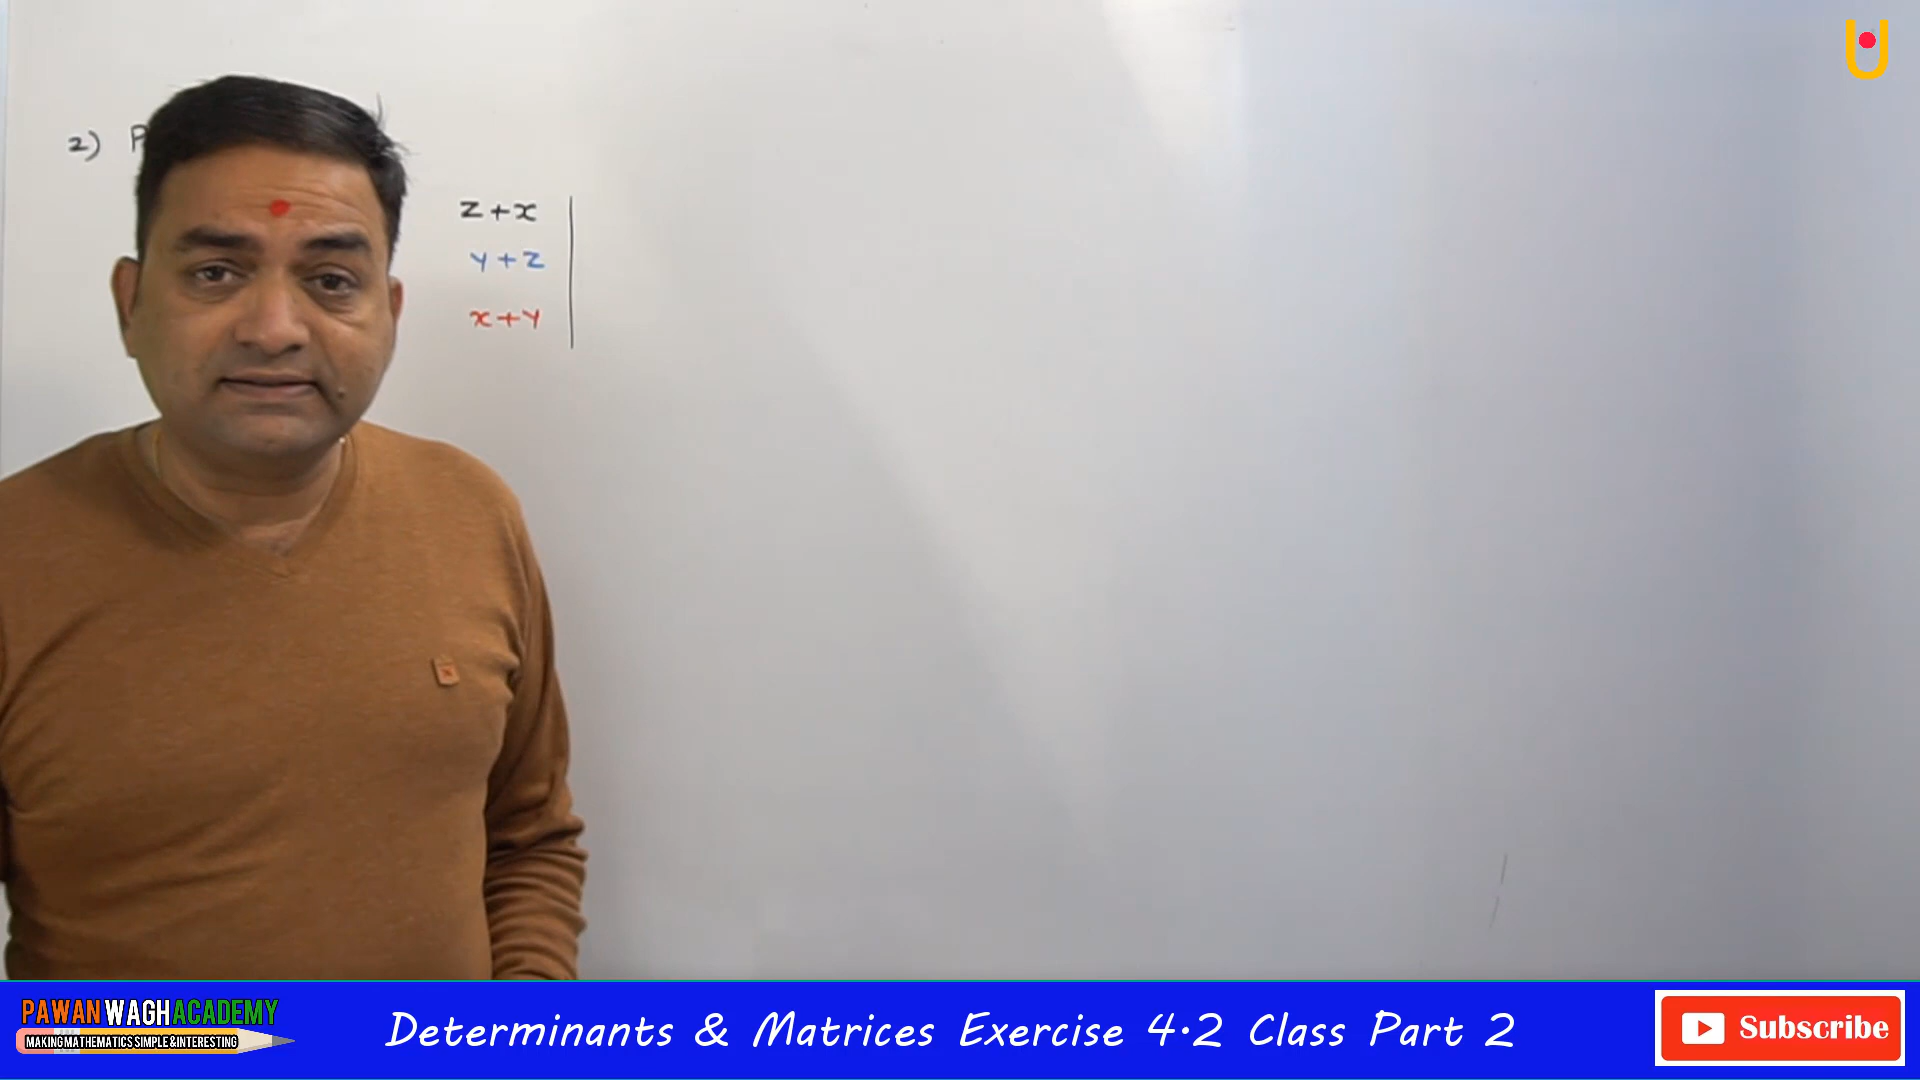 2) P
z + x
y + z
x + y
PAWAN WAGH ACADEMY
MAKING MATHEMATICS SIMPLE & INTERESTING
Determinants & Matrices Exercise 4.2 Class Part 2
Subscribe